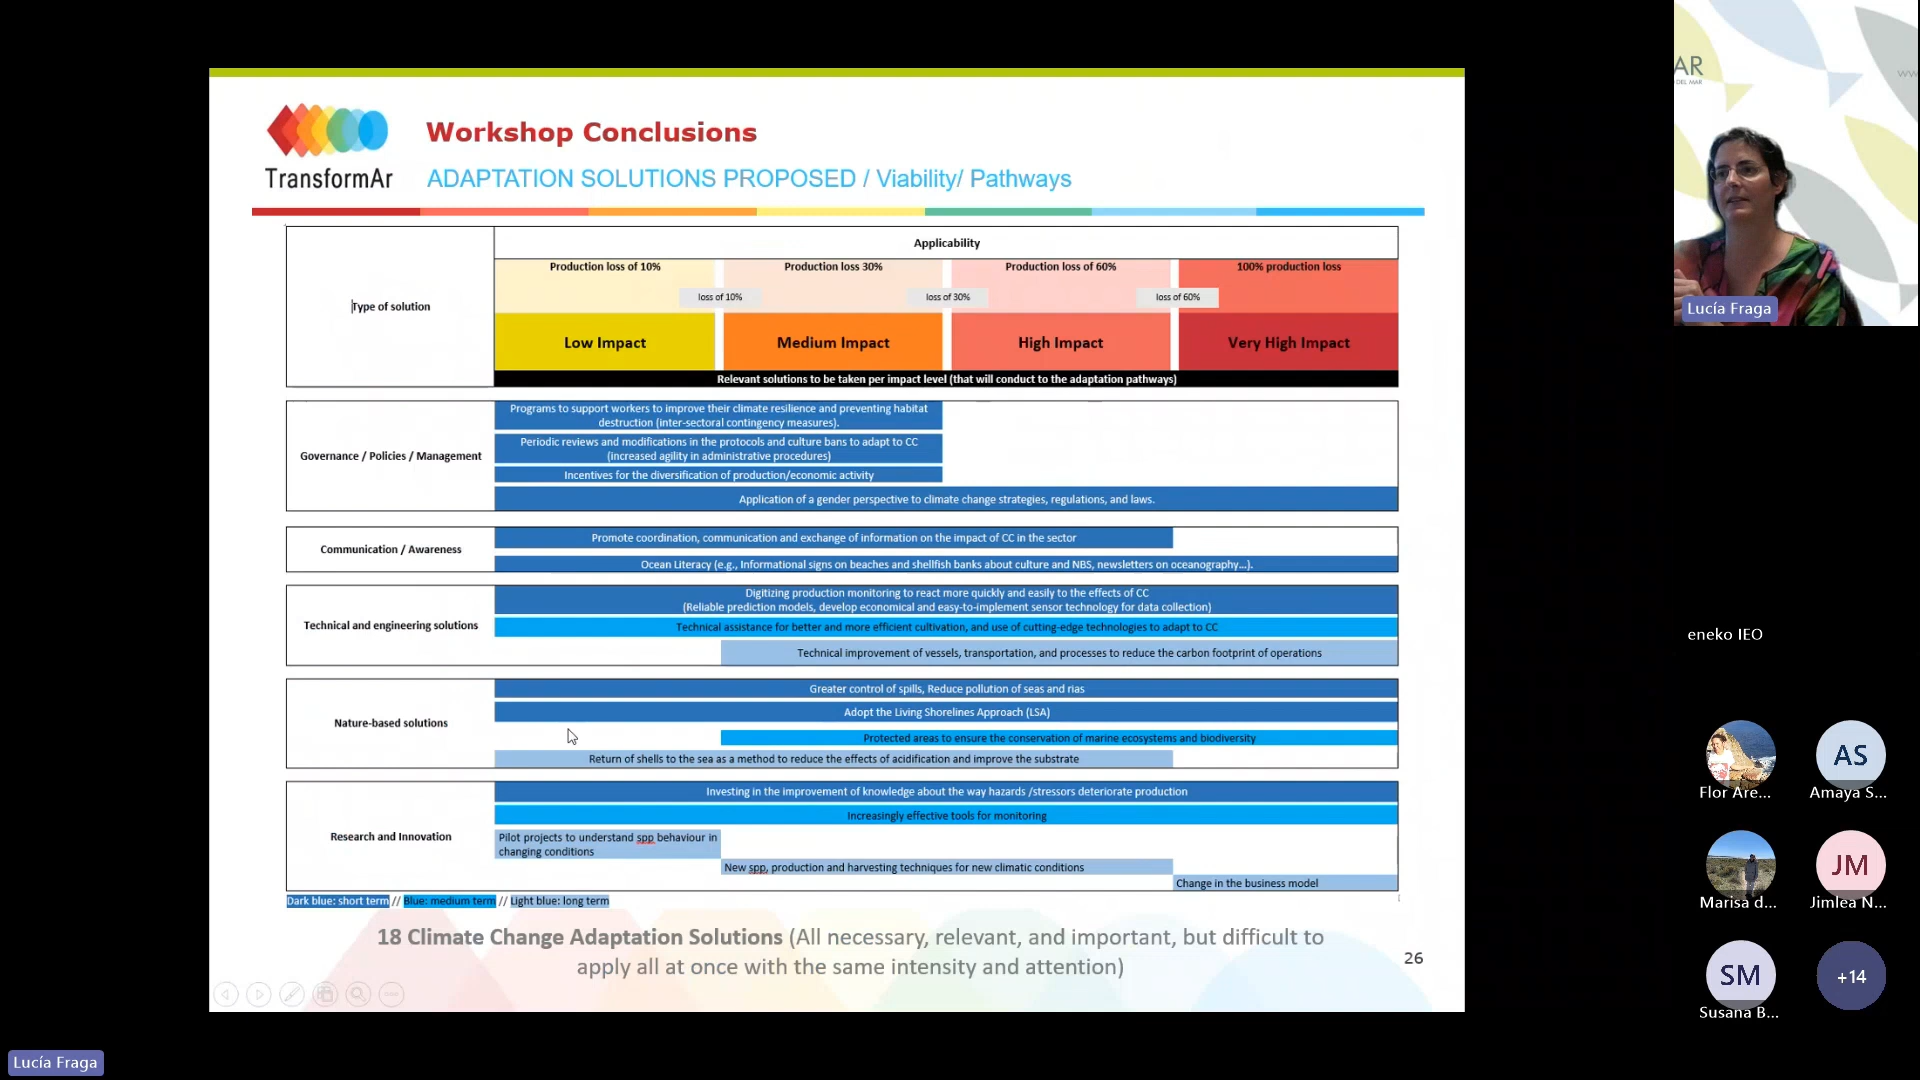 Workshop Conclusions
TransformAr
ADAPTATION SOLUTIONS PROPOSED / Viability/ Pathways
Type of solution
Applicability
Production loss of 10%
Production loss 30%
Production loss of 60%
100% production loss
loss of 10%
loss of 30%
loss of 60%
Low Impact
Medium Impact
High Impact
Very High Impact
Relevant solutions to be taken per impact level (that will conduct to the adaptation pathways)
Governance / Policies / Management
Programs to support workers to improve their climate resilience and preventing habitat
destruction (inter-sectoral contingency measures).
Periodic reviews and modifications in the protocols and culture bans to adapt to CC
(increased agility in administrative procedures)
Incentives for the diversification of production/economic activity
Application of a gender perspective to climate change strategies, regulations, and laws.
Communication / Awareness
Promote coordination, communication and exchange of information on the impact of CC in the sector
Ocean Literacy (e.g., Informational signs on beaches and shellfish banks about culture and NBS, newsletters on oceanography...).
Technical and engineering solutions
Digitizing production monitoring to react more quickly and easily to the effects of CC
(Reliable prediction models, develop economical and easy-to-implement sensor technology for data collection)
Technical assistance for better and more efficient cultivation, and use of cutting-edge technologies to adapt to CC
Technical improvement of vessels, transportation, and processes to reduce the carbon footprint of operations
Nature-based solutions
Greater control of spills, Reduce pollution of seas and rias
Adopt the Living Shorelines Approach (LSA)
Protected areas to ensure the conservation of marine ecosystems and biodiversity
Return of shells to the sea as a method to reduce the effects of acidification and improve the substrate
Research and Innovation
Investing in the improvement of knowledge about the way hazards /stressors deteriorate production
Increasingly effective tools for monitoring
Pilot projects to understand spp behaviour in
changing conditions
New spp, production and harvesting techniques for new climatic conditions
Change in the business model
Dark blue: short term // Blue: medium term // Light blue: long term
18 Climate Change Adaptation Solutions (All necessary, relevant, and important, but difficult to
apply all at once with the same intensity and attention)
26
AR
DEL MAR
ww
Lucía Fraga
eneko IEO
Flor Are...
AS
Amaya S...
Marisa d...
JM
Jimlea N...
SM
Susana B...
+14
Lucía Fraga